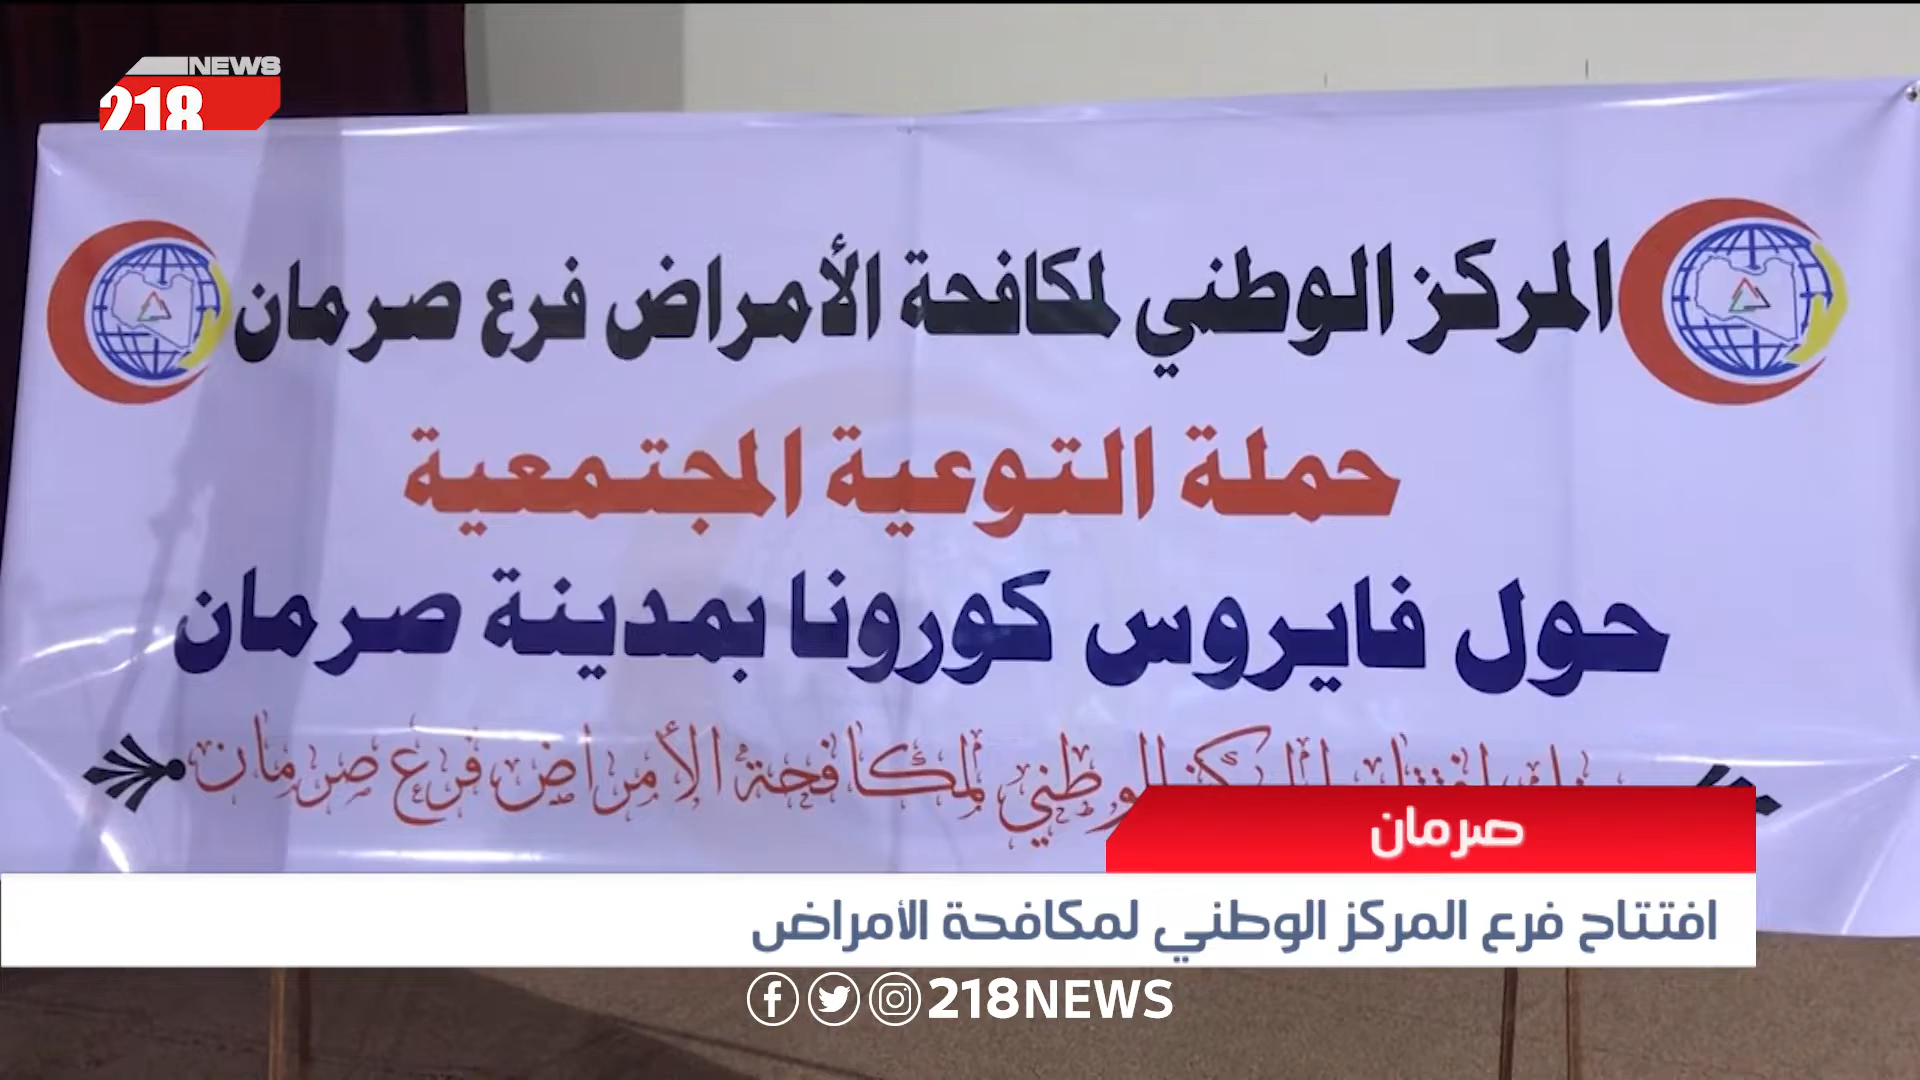 NEWS
218
المركز الوطني لمكافحة الأمراض فرع صرمان
حملة التوعية المجتمعية
حول فايروس كورونا بمدينة صرمان
الوطني لمكافحة الأمراض فرع صرمان
صرمان
افتتاح فرع المركز الوطني لمكافحة الأمراض
218NEWS